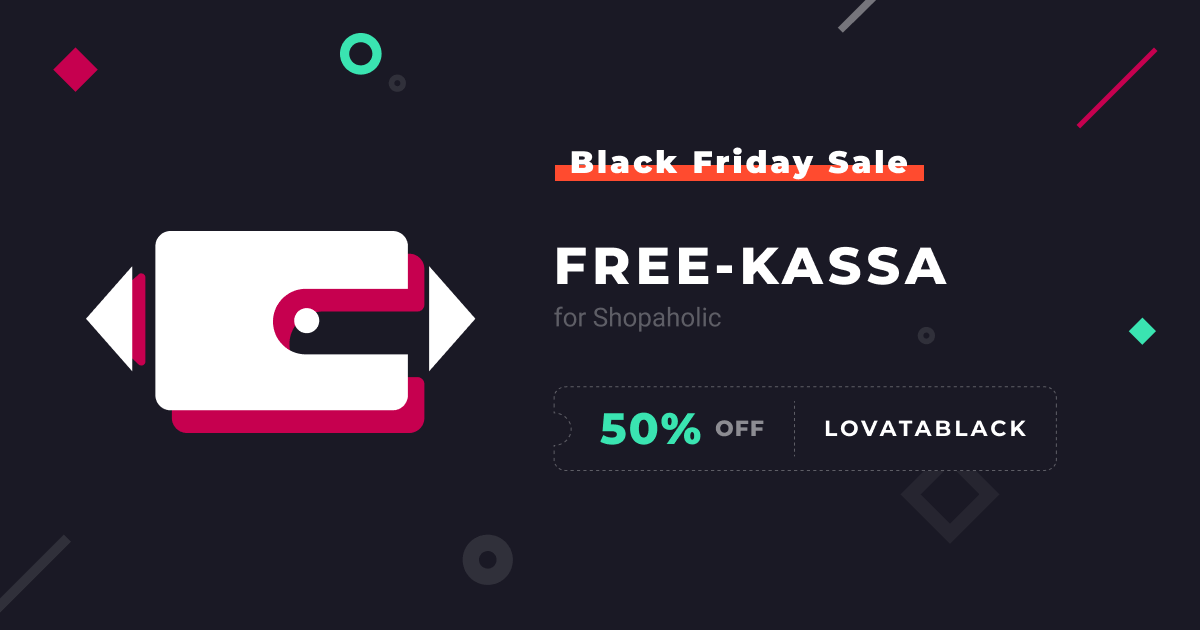 Black Friday Sale
FREE-KASSA
for Shopaholic
50% OFF
LOVATABLACK